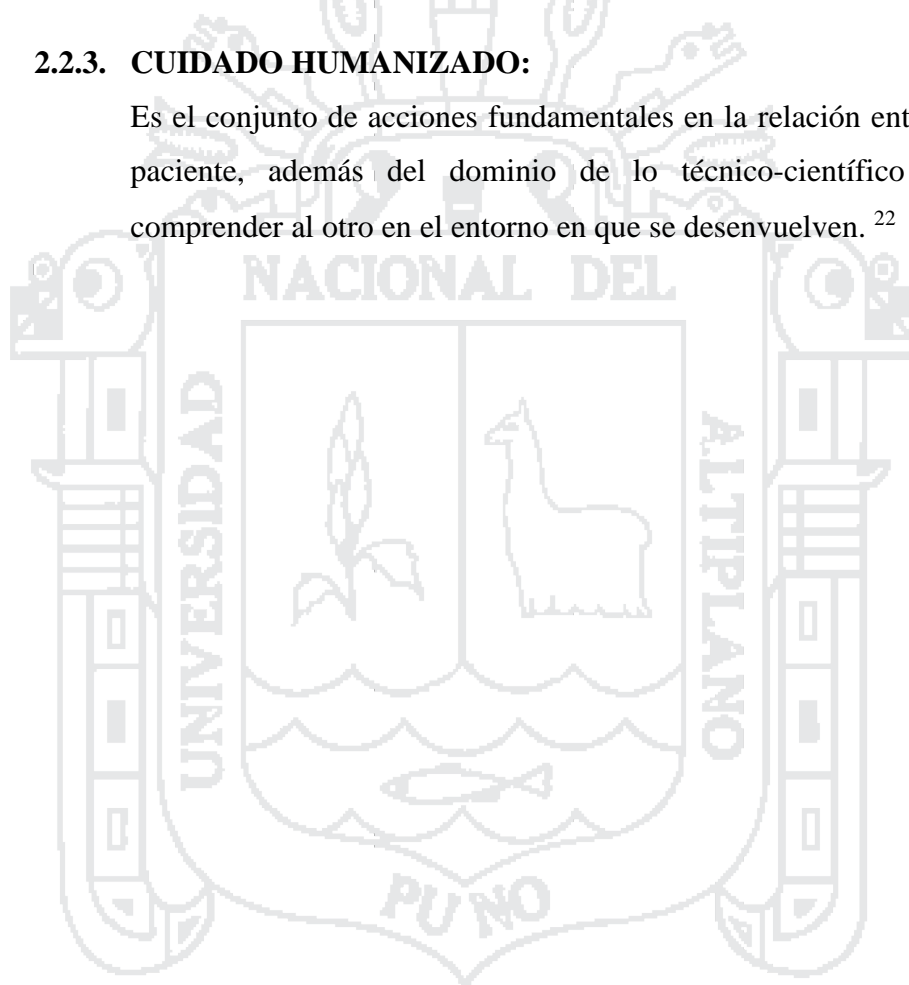 2.2.3. CUIDADO HUMANIZADO:
Es el conjunto de acciones fundamentales en la relación ent
paciente, además del dominio de lo técnico-científico
comprender al otro en el entorno en que se desenvuelven. 22
NACIONAL DEL
UNIVERSIDAD
ALTIPLANO
PUNO